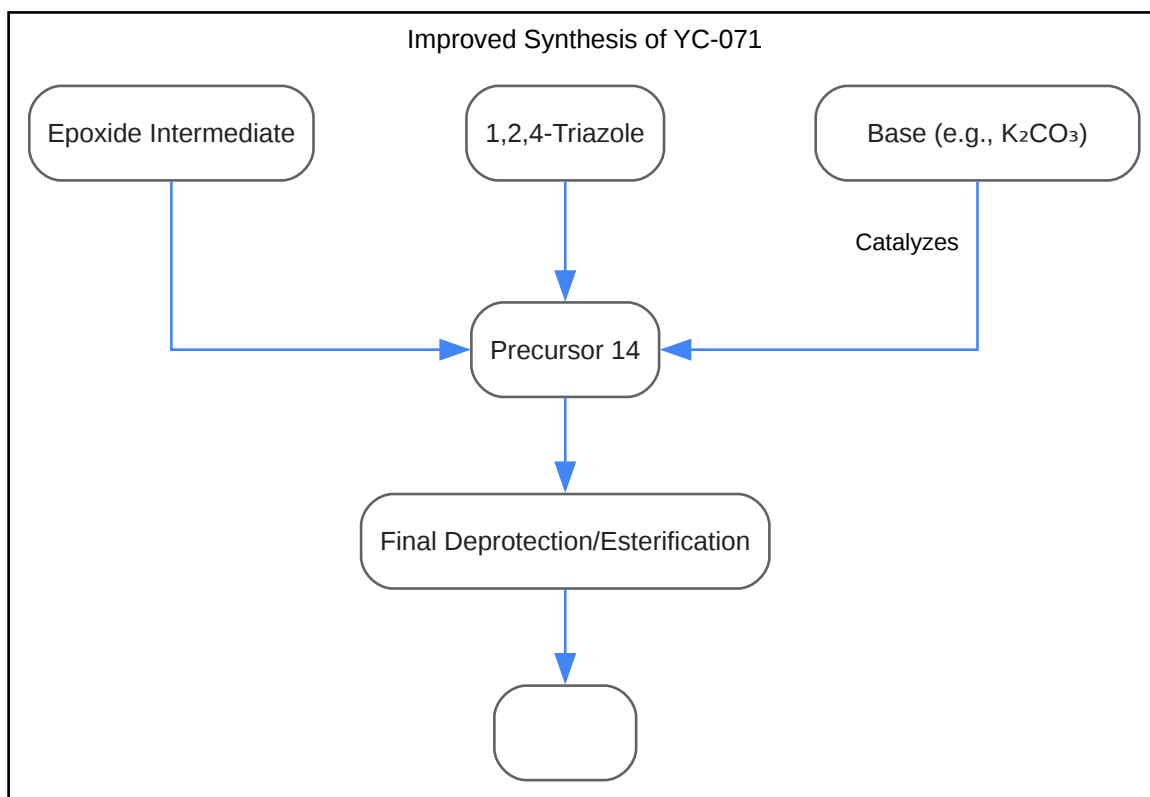 Improved Synthesis of YC-071
Epoxide Intermediate
1,2,4-Triazole
Base (e.g., K₂CO₃)
Catalyzes
Precursor 14
Final Deprotection/Esterification